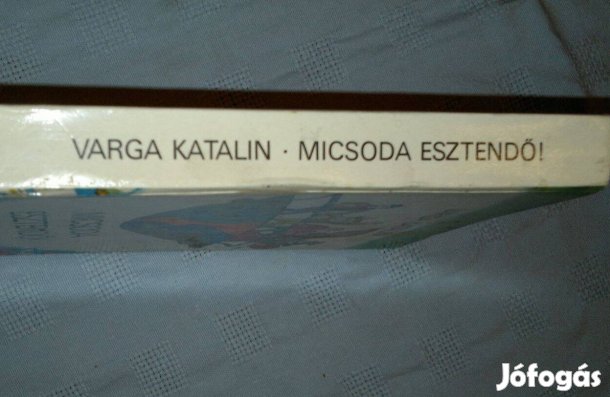 VARGA KATALIN · MICSODA ESZTENDŐ!
Jófogás